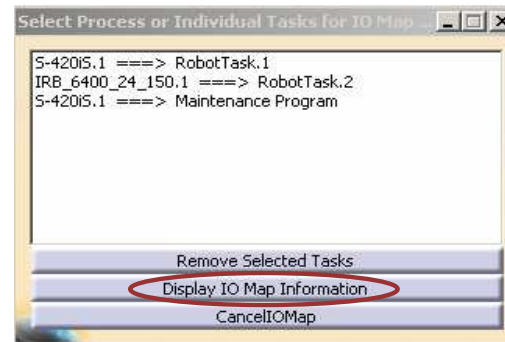 Select Process or Individual Tasks for IO Map ...
S-420iS.1 ===> RobotTask.1
IRB_6400_24_150.1 ===> RobotTask.2
S-420iS.1 ===> Maintenance Program
Remove Selected Tasks
Display IO Map Information
CancelIOMap